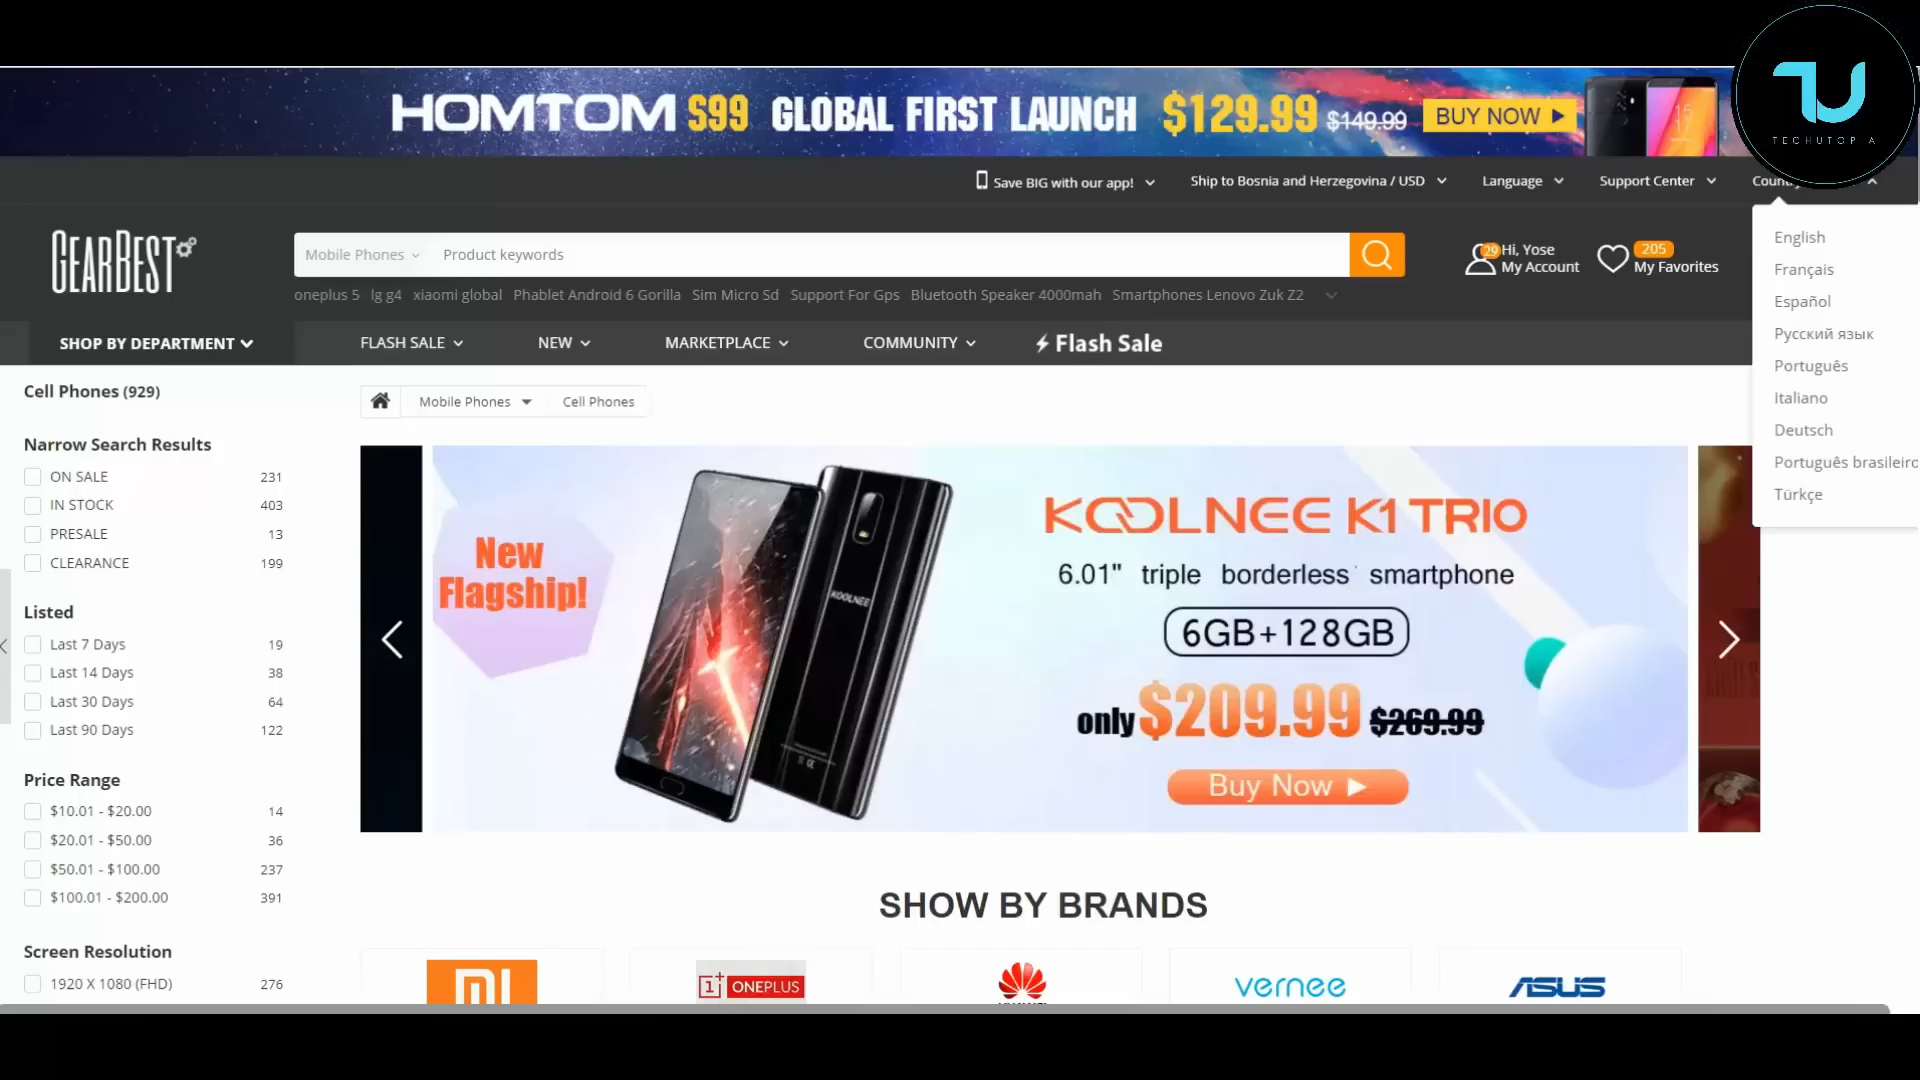 HOMTOM S99 GLOBAL FIRST LAUNCH $129.99 $149.99 BUY NOW
TECHUTOPIA
Save BIG with our app! Ship to Bosnia and Herzegovina / USD Language Support Center
GEARBEST
Mobile Phones Product keywords
29 Hi, Yose
My Account
205
My Favorites
oneplus 5 lg g4 xiaomi global Phablet Android 6 Gorilla Sim Micro Sd Support For Gps Bluetooth Speaker 4000mah Smartphones Lenovo Zuk Z2
English
Français
Español
Русский язык
Português
Italiano
Deutsch
Português brasileiro
Türkçe
SHOP BY DEPARTMENT FLASH SALE NEW MARKETPLACE COMMUNITY Flash Sale
Cell Phones (929)
Mobile Phones Cell Phones
Narrow Search Results
ON SALE 231
IN STOCK 403
PRESALE 13
CLEARANCE 199
Listed
Last 7 Days 19
Last 14 Days 38
Last 30 Days 64
Last 90 Days 122
Price Range
$10.01 - $20.00 14
$20.01 - $50.00 36
$50.01 - $100.00 237
$100.01 - $200.00 391
Screen Resolution
1920 X 1080 (FHD) 276
New
Flagship!
KOOLNEE
KOOLNEE K1 TRIO
6.01" triple borderless smartphone
6GB+128GB
only $209.99 $269.99
Buy Now
SHOW BY BRANDS
MI
1+ ONEPLUS
vernee
ASUS